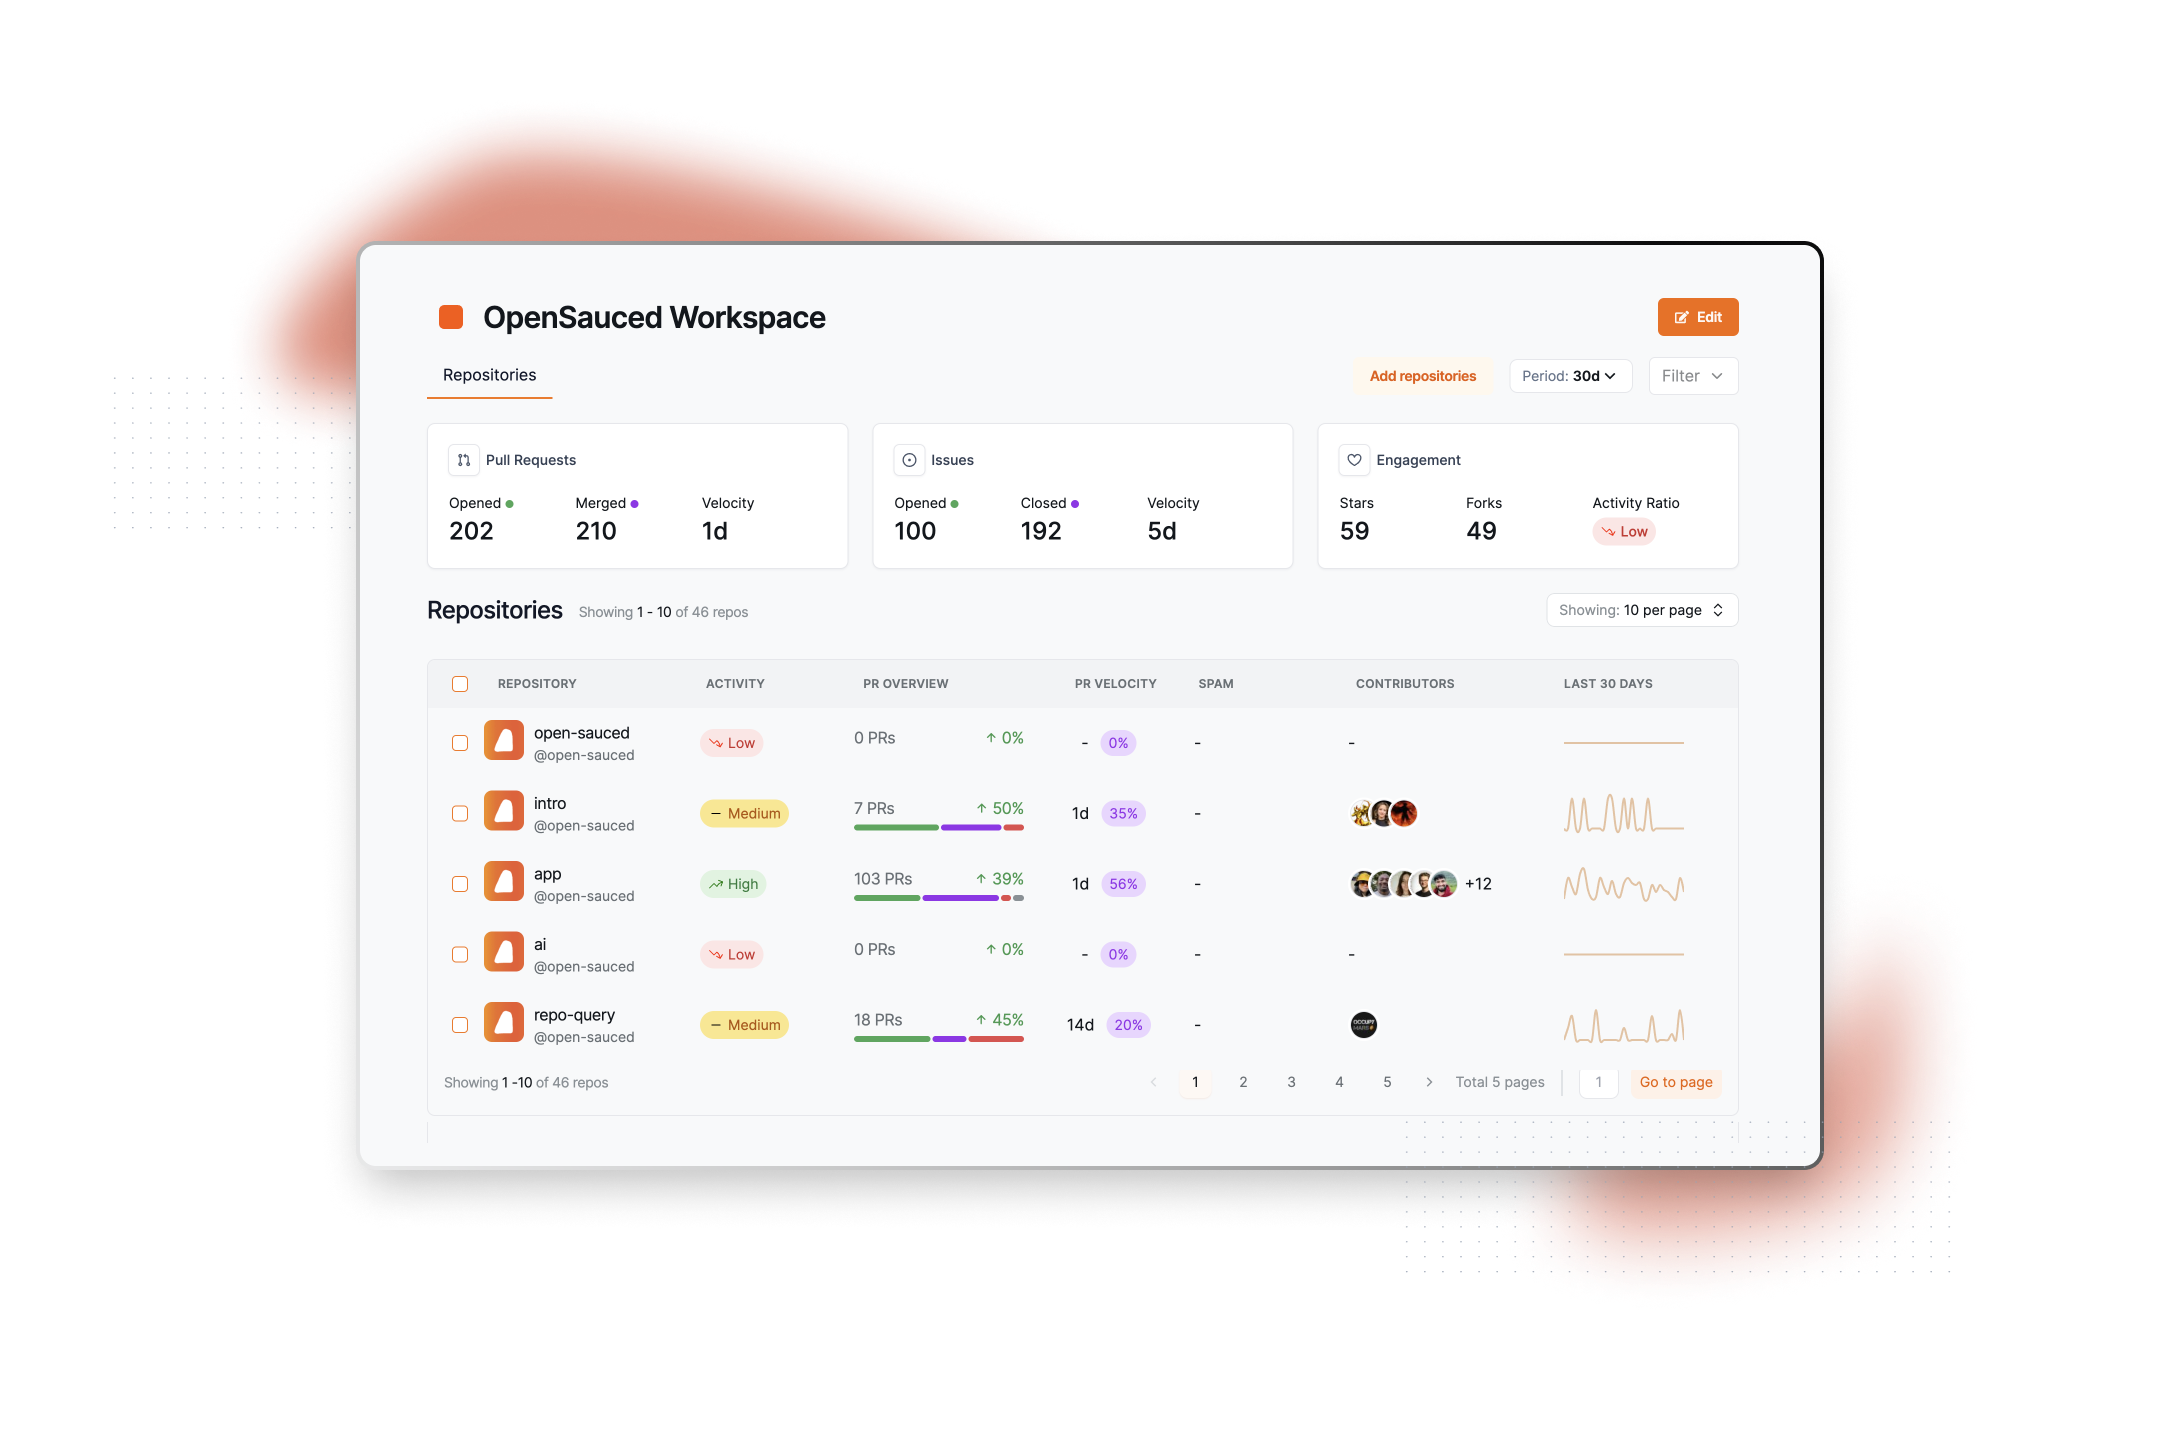 OpenSauced Workspace
Edit
Repositories
Add repositories
Period: 30d
Filter
Pull Requests
Opened Merged Velocity
202 210 1d
Issues
Opened Closed Velocity
100 192 5d
Engagement
Stars Forks Activity Ratio
59 49 Low
Repositories Showing 1 - 10 of 46 repos
Showing: 10 per page
REPOSITORY ACTIVITY PR OVERVIEW PR VELOCITY SPAM CONTRIBUTORS LAST 30 DAYS
open-sauced
@open-sauced
Low 0 PRs ↑ 0% - 0% - -
intro
@open-sauced
Medium 7 PRs ↑ 50% 1d 35% -
app
@open-sauced
High 103 PRs ↑ 39% 1d 56% - +12
ai
@open-sauced
Low 0 PRs ↑ 0% - 0% - -
repo-query
@open-sauced
Medium 18 PRs ↑ 45% 14d 20% -
OCCUPY
MARS
Showing 1 -10 of 46 repos
1 2 3 4 5 Total 5 pages 1 Go to page